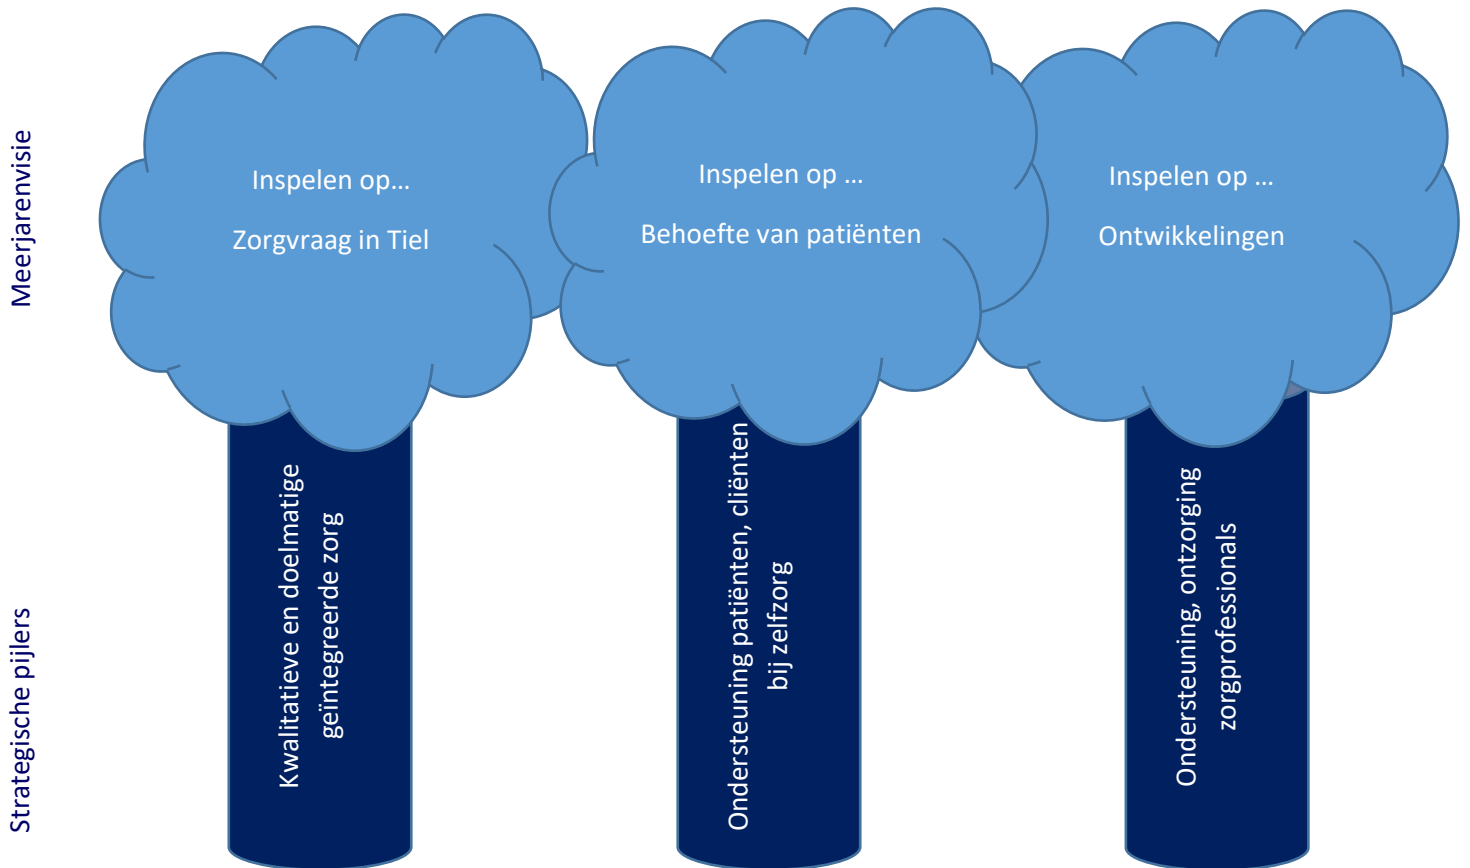 Meerjarenvisie
Inspelen op…
Zorgvraag in Tiel
Inspelen op …
Behoefte van patiënten
Inspelen op …
Ontwikkelingen
Strategische pijlers
Kwalitatieve en doelmatige
geïntegreerde zorg
Ondersteuning patiënten, cliënten
bij zelfzorg
Ondersteuning, ontzorging
zorgprofessionals